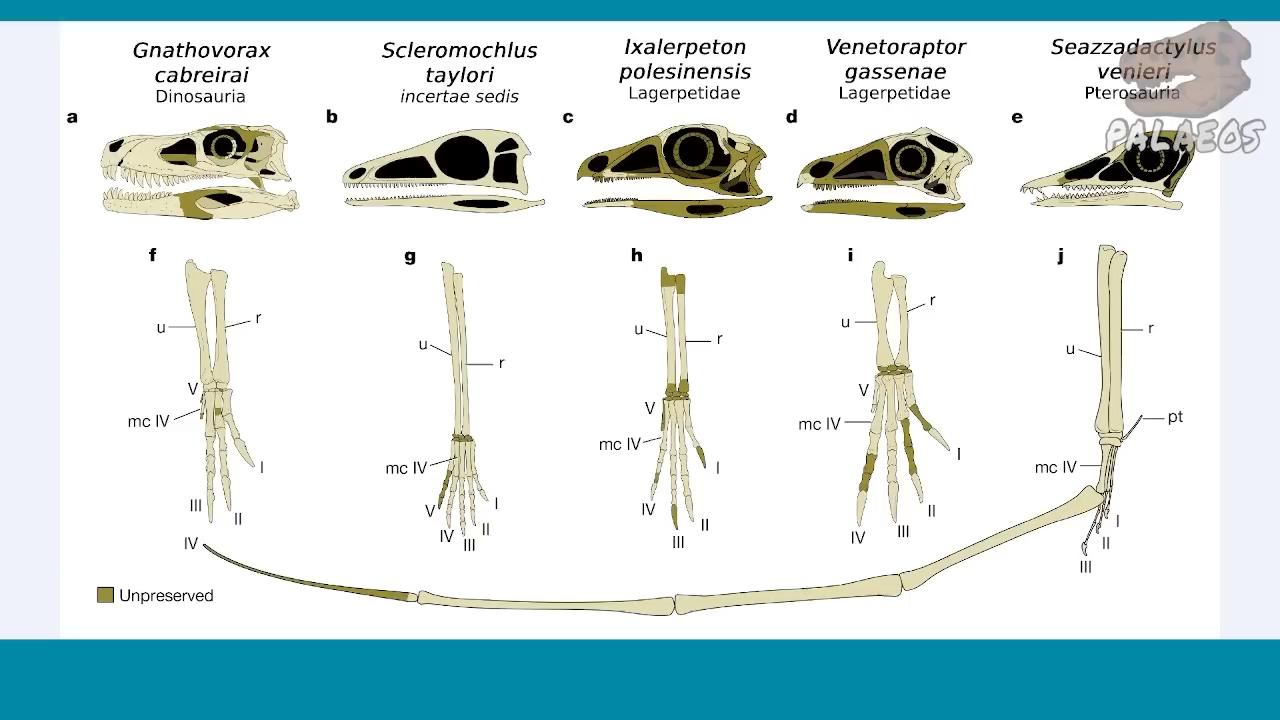 Gnathovorax
cabreirai
Dinosauria
Scleromochlus
taylori
incertae sedis
Ixalerpeton
polesinensis
Lagerpetidae
Venetoraptor
gassenae
Lagerpetidae
Seazzadactylus
venieri
Pterosauria
PALAEOS
a
b
c
d
e
f
g
h
i
j
u
r
V
mc IV
I
III
II
u
r
mc IV
V
I
IV
II
III
u
r
V
mc IV
I
IV
II
III
u
r
V
mc IV
I
II
IV
III
u
r
pt
mc IV
I
II
III
IV
Unpreserved